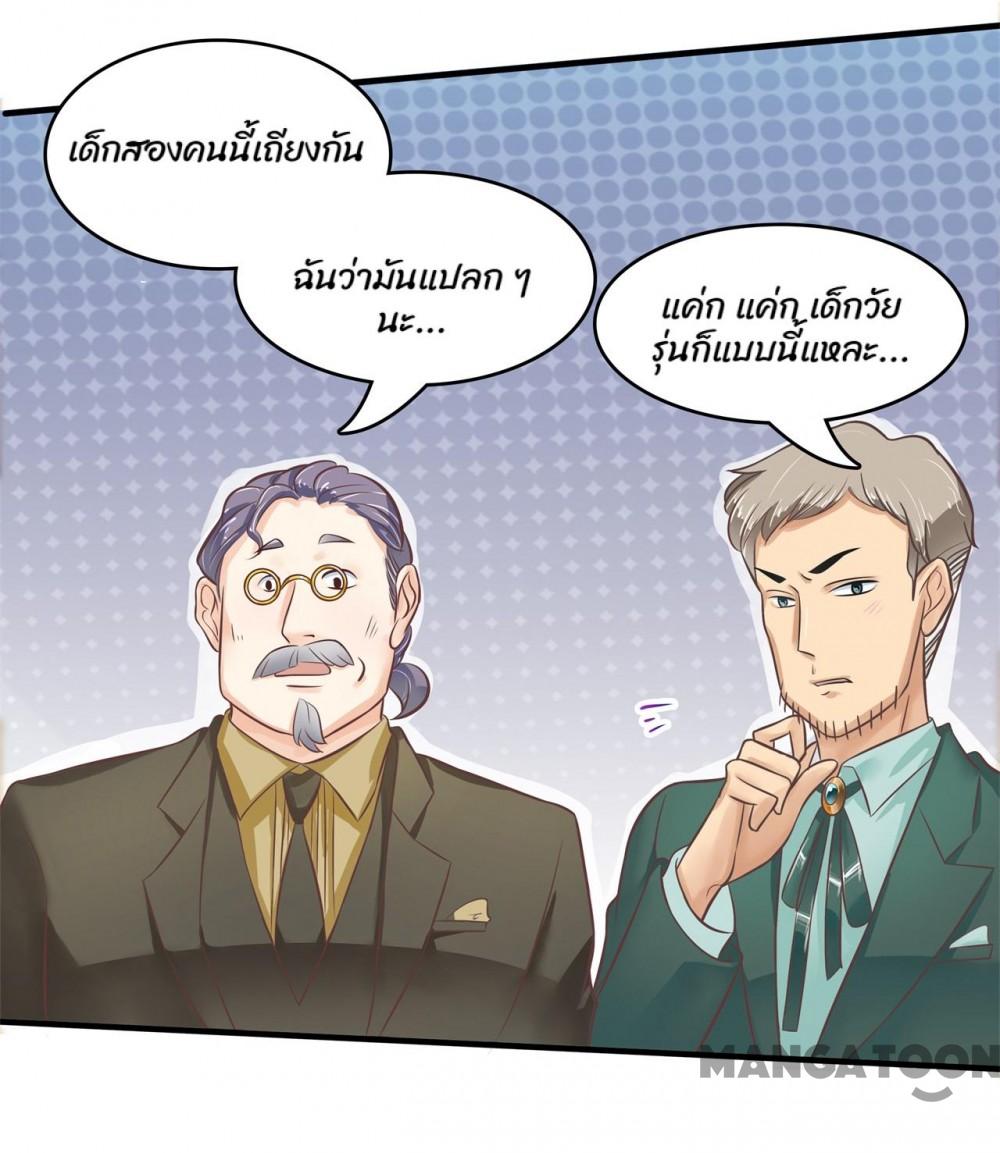 เด็กสองคนนี้เถียงกัน
ฉันว่ามันแปลก ๆ
นะ...
แค่ก แค่ก เด็กวัย
รุ่นก็แบบนี้แหละ...
MANGATOON